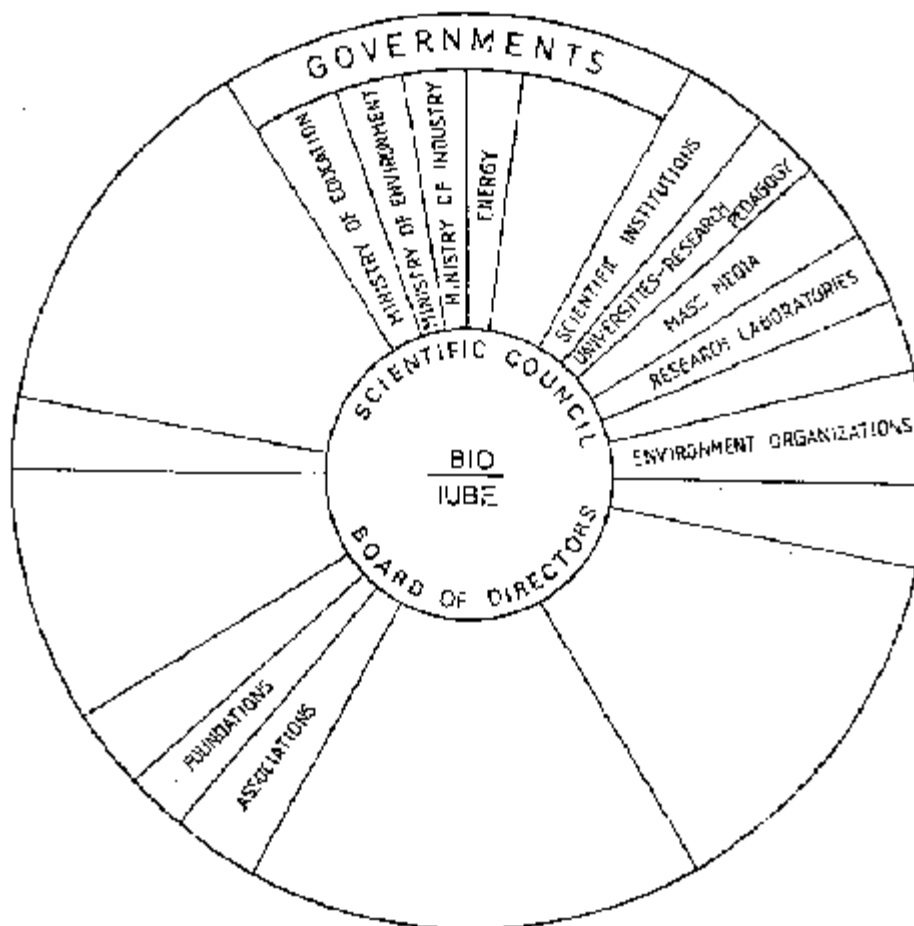 GOVERNMENTS
MINISTRY OF EDUCATION
MINISTRY OF ENVIRONMENT
MINISTRY OF INDUSTRY
ENERGY
SCIENTIFIC INSTITUTIONS
UNIVERSITIES-RESEARCH
PEDAGOGY
MASS MEDIA
RESEARCH LABORATORIES
ENVIRONMENT ORGANIZATIONS
SCIENTIFIC COUNCIL
BIO
IUBE
BOARD OF DIRECTORS
FOUNDATIONS
ASSOCIATIONS